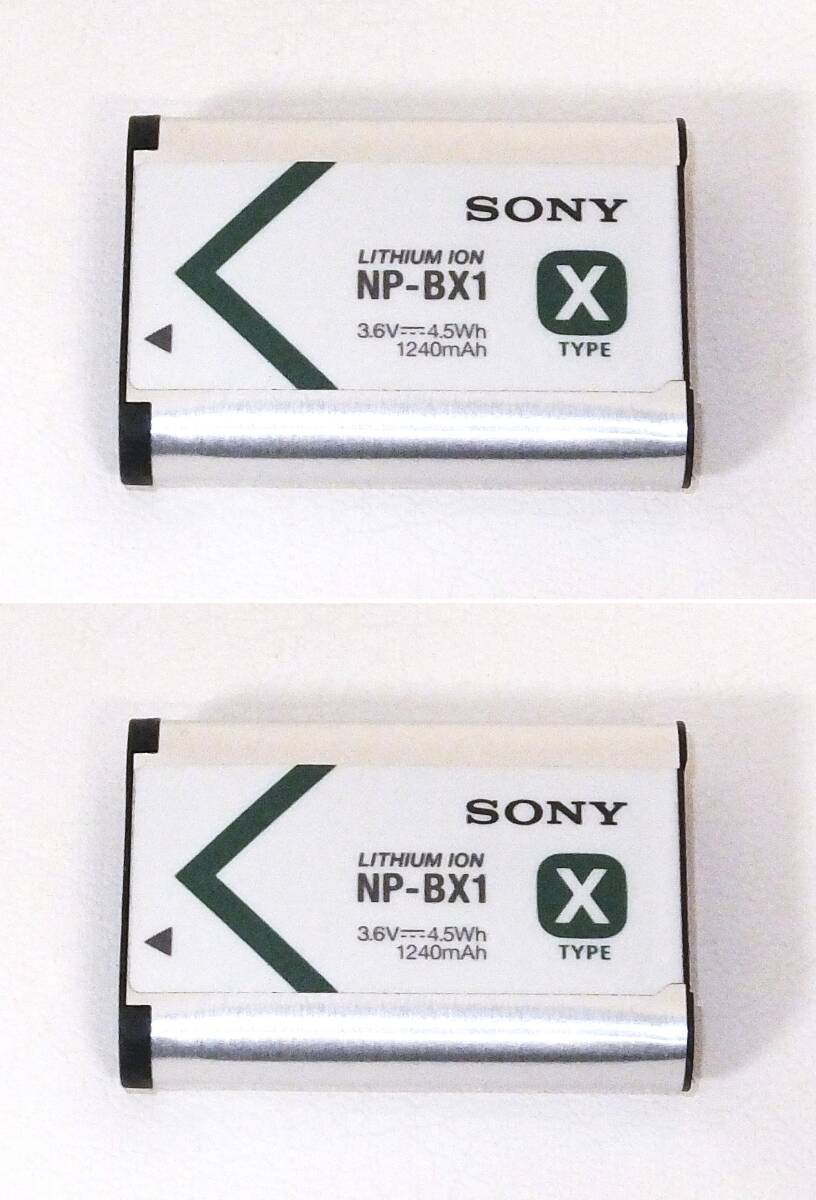 SONY
LITHIUM ION
NP-BX1
X
3.6V⎓4.5Wh
1240mAh
TYPE
SONY
LITHIUM ION
NP-BX1
X
3.6V⎓4.5Wh
1240mAh
TYPE